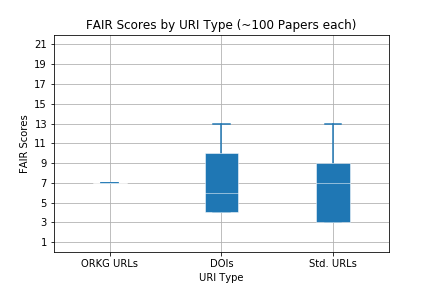 FAIR Scores by URI Type (~100 Papers each)
21
19
17
15
13
11
9
7
5
3
1
FAIR Scores
ORKG URLs DOIs Std. URLs
URI Type